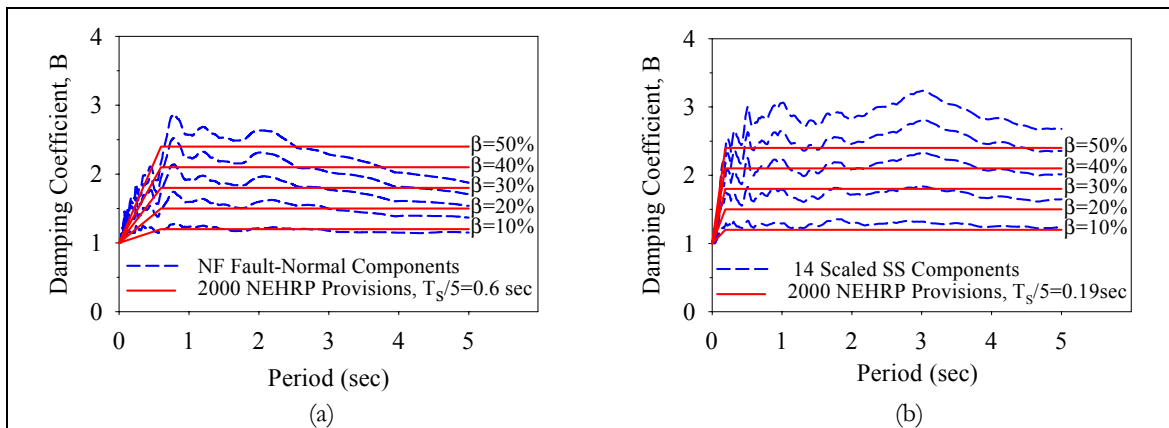 4
3
2
1
0
Damping Coefficient, B
β=50%
β=40%
β=30%
β=20%
β=10%
NF Fault-Normal Components
2000 NEHRP Provisions, TS/5=0.6 sec
0 1 2 3 4 5
Period (sec)
(a)
4
3
2
1
0
Damping Coefficient, B
β=50%
β=40%
β=30%
β=20%
β=10%
14 Scaled SS Components
2000 NEHRP Provisions, TS/5=0.19sec
0 1 2 3 4 5
Period (sec)
(b)